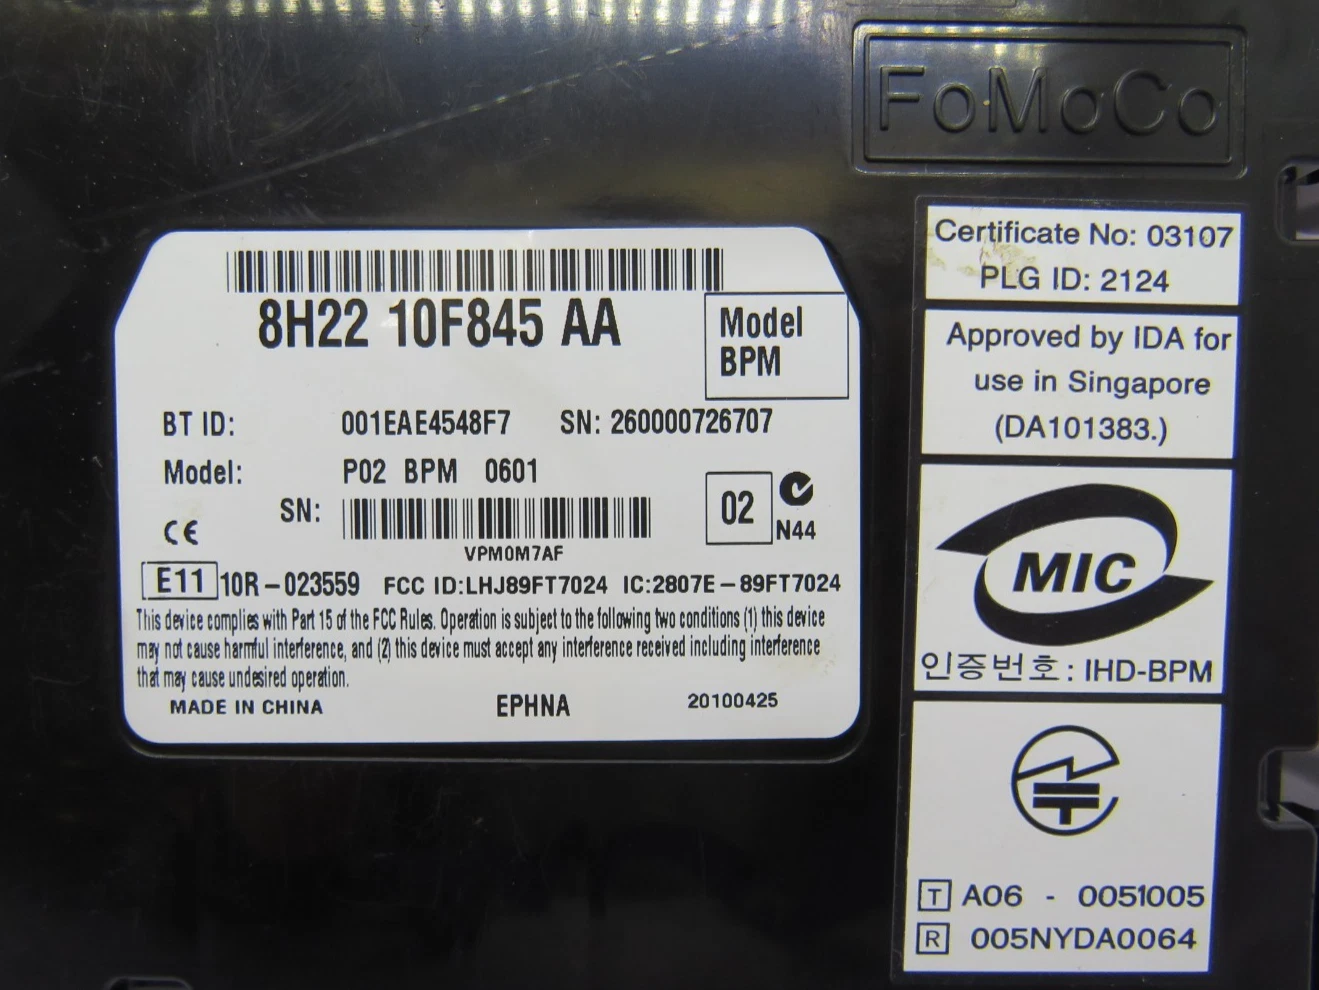 FoMoCo
8H22 10F845 AA
Model
BPM
BT ID: 001EAE4548F7 SN: 260000726707
Model: P02 BPM 0601
SN:
VPM0M7AF
CE
02
N44
E11 10R-023559 FCC ID:LHJ89FT7024 IC:2807E-89FT7024
This device complies with Part 15 of the FCC Rules. Operation is subject to the following two conditions (1) this device
may not cause harmful interference, and (2) this device must accept any interference received including interference
that may cause undesired operation.
MADE IN CHINA EPHNA 20100425
Certificate No: 03107
PLG ID: 2124
Approved by IDA for
use in Singapore
(DA101383.)
MIC
인증번호: IHD-BPM
T A06 - 0051005
R 005NYDA0064